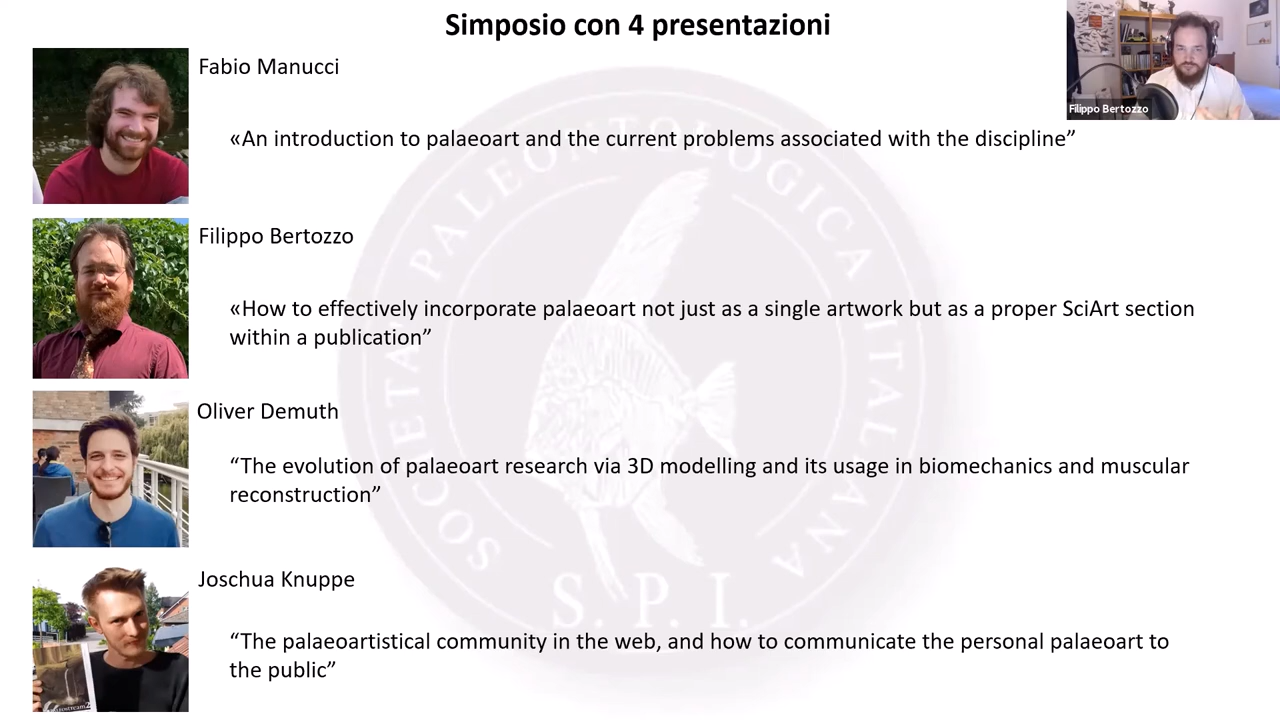 Simposio con 4 presentazioni
Filippo Bertozzo
Fabio Manucci
«An introduction to palaeoart and the current problems associated with the discipline”
Filippo Bertozzo
«How to effectively incorporate palaeoart not just as a single artwork but as a proper SciArt section
within a publication”
Oliver Demuth
“The evolution of palaeoart research via 3D modelling and its usage in biomechanics and muscular
reconstruction”
Joschua Knuppe
“The palaeoartistical community in the web, and how to communicate the personal palaeoart to
the public”
SOCIETÀ PALEONTOLOGICA ITALIANA
S.P.I.